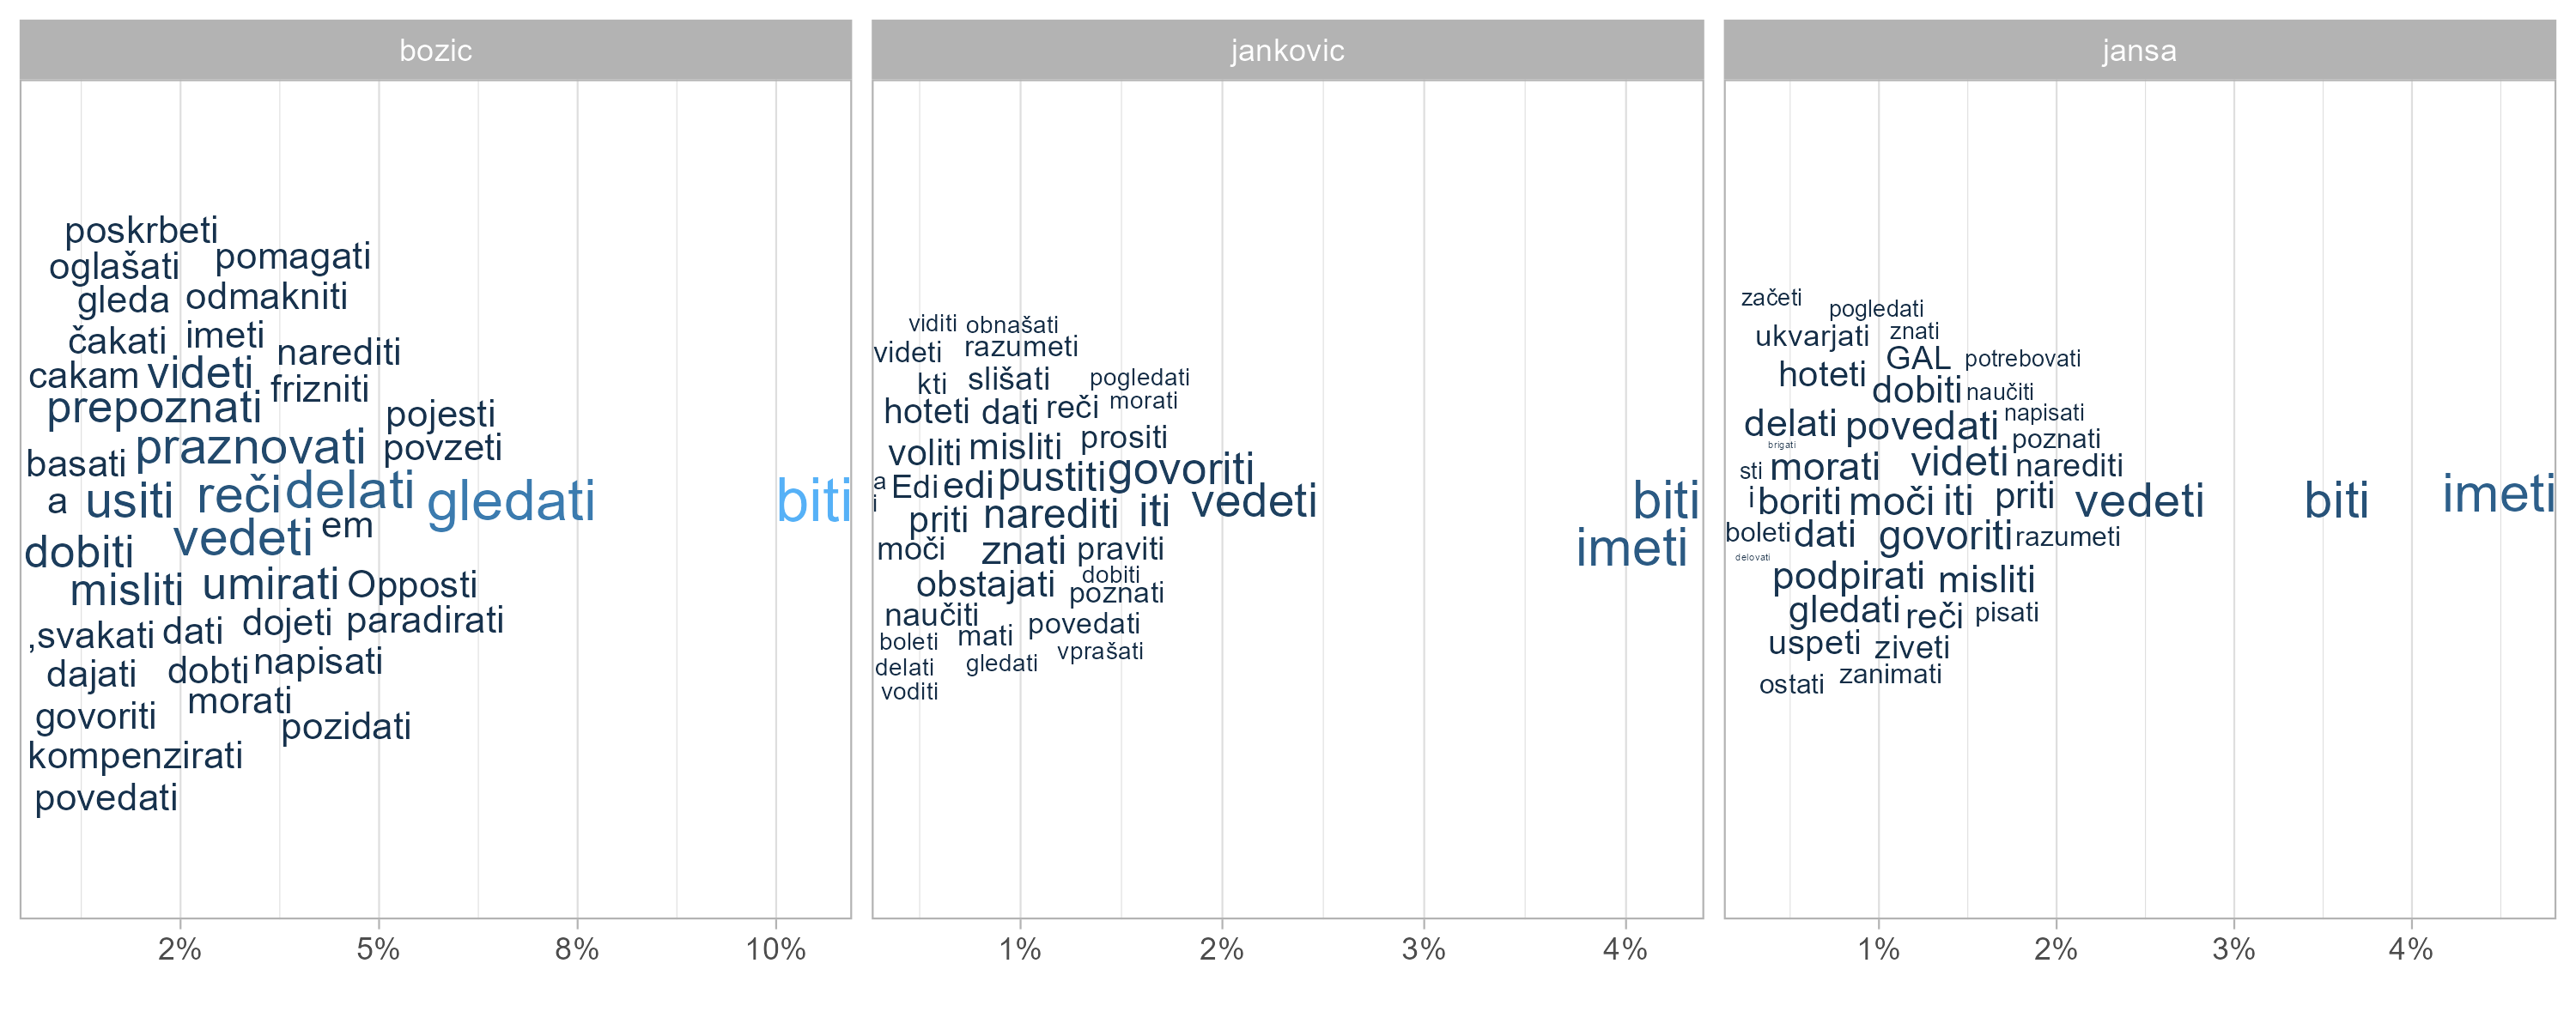 bozic
poskrbeti
pomagati
oglašati
odmakniti
gleda
imeti
čakati
narediti
videti
cakam
frizniti
prepoznati
pojesti
praznovati
povzeti
basati
delati
reči
usiti
a
gledati
biti
em
vedeti
dobiti
umirati
Opposti
misliti
paradirati
dojeti
dati
,svakati
napisati
dobti
dajati
morati
govoriti
pozidati
kompenzirati
povedati
2%
5%
8%
10%
jankovic
viditi
obnašati
videti
razumeti
slišati
pogledati
kti
morati
hoteti
dati
reči
prositi
voliti
misliti
govoriti
pustiti
a
Edi
edi
i
vedeti
biti
iti
narediti
priti
imeti
moči
znati
praviti
dobiti
obstajati
poznati
naučiti
povedati
mati
boleti
vprašati
gledati
delati
voditi
1%
2%
3%
4%
jansa
začeti
pogledati
ukvarjati
znati
GAL
potrebovati
hoteti
dobiti
naučiti
napisati
delati
povedati
poznati
brigati
videti
narediti
sti
morati
i
boriti
moči
iti
priti
vedeti
biti
imeti
boleti
dati
govoriti
razumeti
delovati
podpirati
misliti
gledati
reči
pisati
uspeti
ziveti
zanimati
ostati
1%
2%
3%
4%